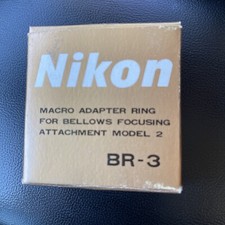 Nikon
MACRO ADAPTER RING
FOR BELLOWS FOCUSING
ATTACHMENT MODEL 2
BR-3